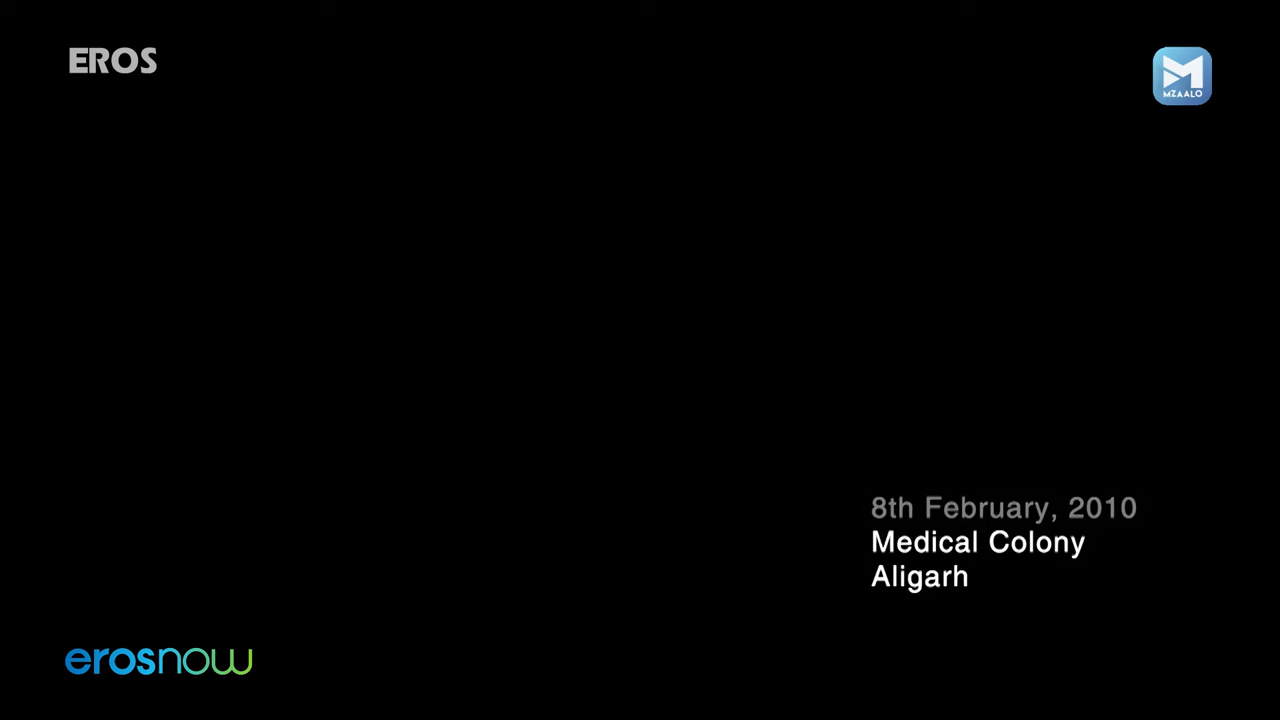 EROS
MZAALO
8th February, 2010
Medical Colony
Aligarh
erosnow